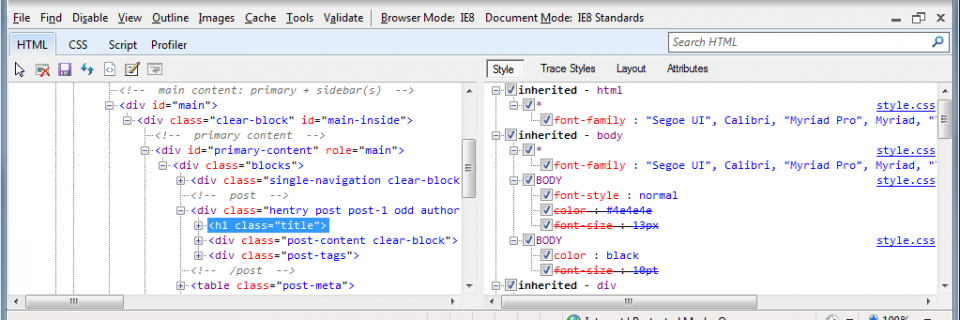 File Find Disable View Outline Images Cache Tools Validate Browser Mode: IE8 Document Mode: IE8 Standards
HTML CSS Script Profiler
Search HTML
Style Trace Styles Layout Attributes
<!-- main content: primary + sidebar(s) -->
<div id="main">
<div class="clear-block" id="main-inside">
<!-- primary content -->
<div id="primary-content" role="main">
<div class="blocks">
<div class="single-navigation clear-block
<!-- post -->
<div class="hentry post post-1 odd author
<h1 class="title">
<div class="post-content clear-block">
<div class="post-tags">
<!-- /post -->
<table class="post-meta">
inherited - html
* style.css
font-family : "Segoe UI", Calibri, "Myriad Pro", Myriad, "
inherited - body
* style.css
font-family : "Segoe UI", Calibri, "Myriad Pro", Myriad, "
BODY style.css
font-style : normal
color : #4e4e4e
font-size : 13px
BODY style.css
color : black
font-size : 10pt
inherited - div
100%